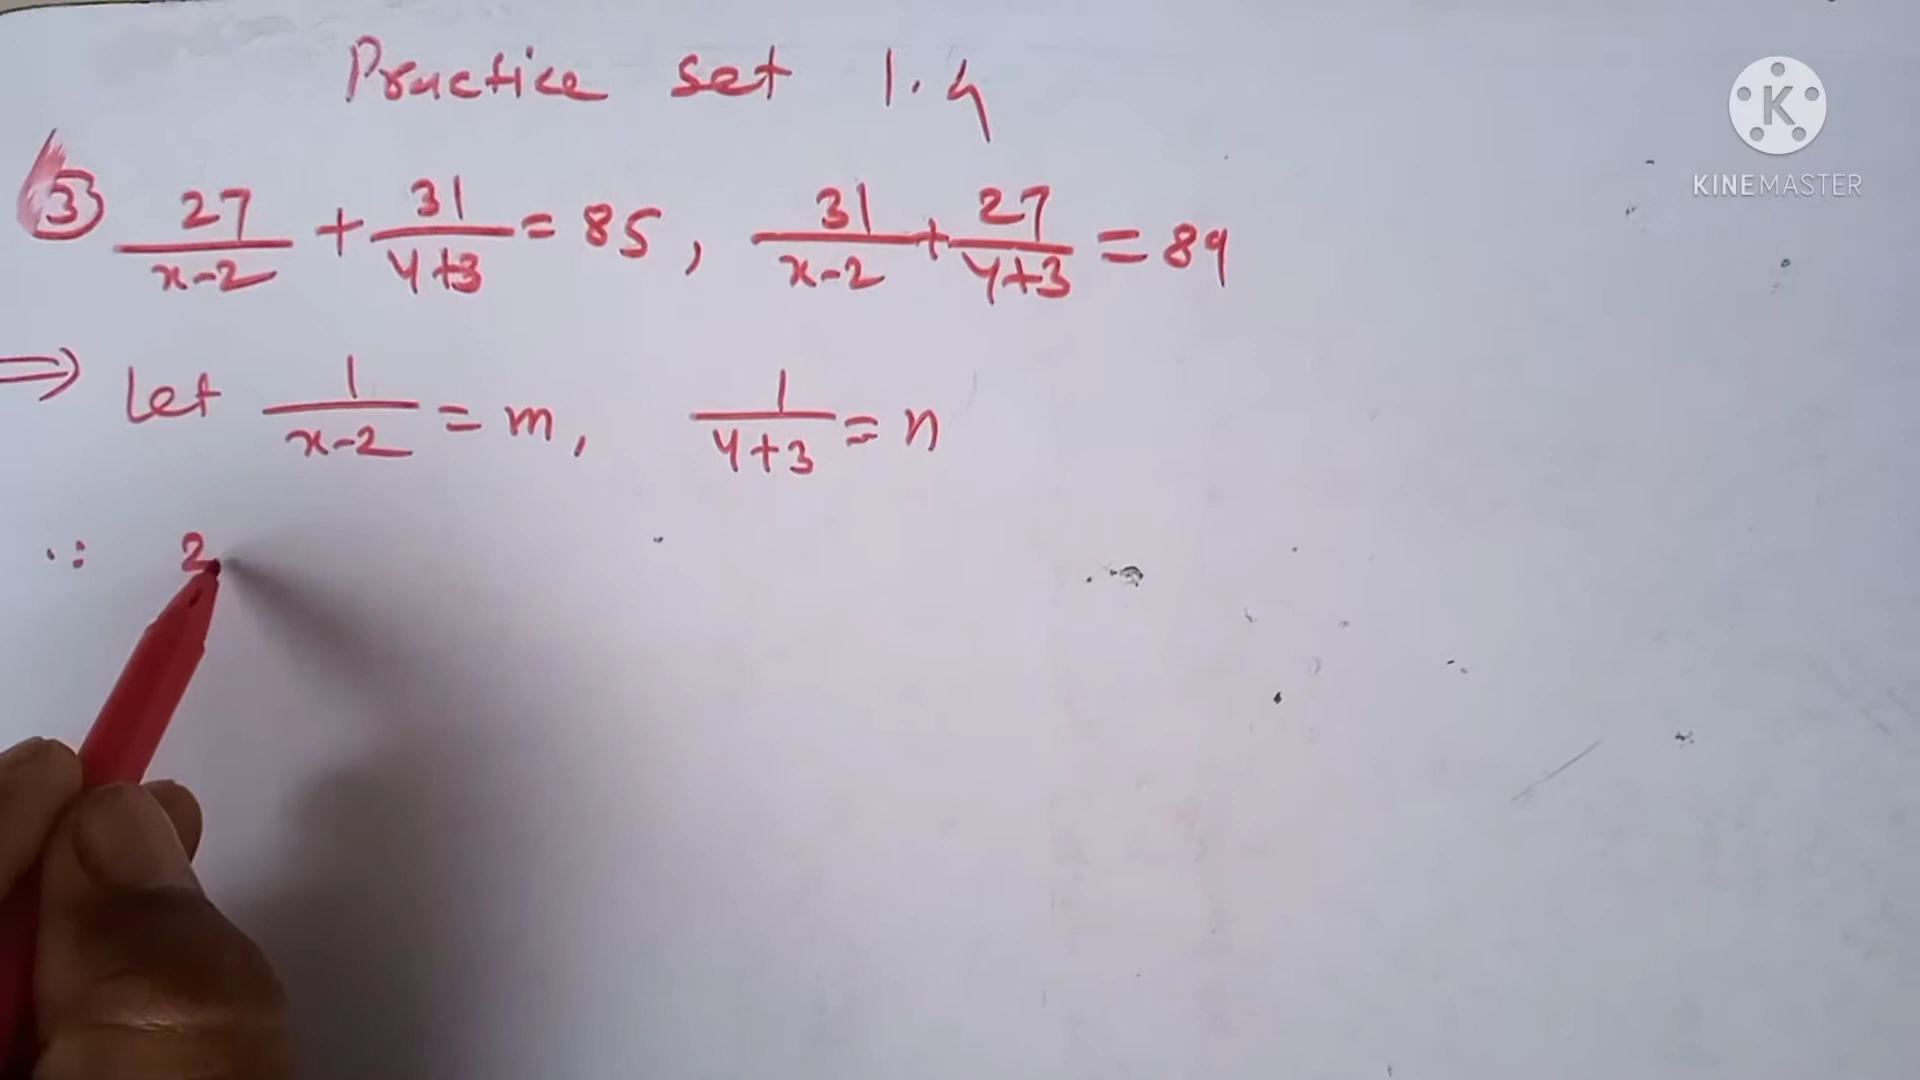 Practice set 1.4
K
KINEMASTER
③ 27/(x-2) + 31/(y+3) = 85, 31/(x-2) + 27/(y+3) = 89
⇒ Let 1/(x-2) = m, 1/(y+3) = n
∴ 2